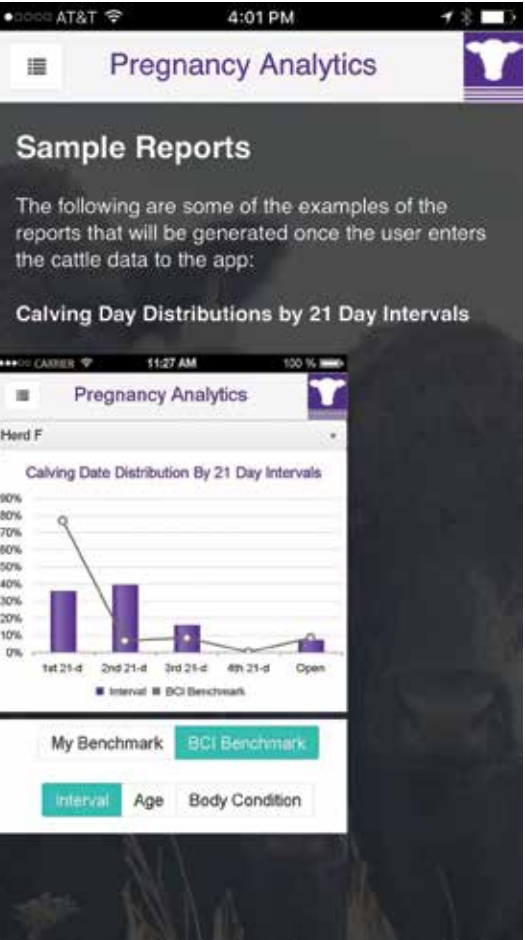 AT&T 4:01 PM
Pregnancy Analytics
Sample Reports
The following are some of the examples of the
reports that will be generated once the user enters
the cattle data to the app:
Calving Day Distributions by 21 Day Intervals
CARRIER 11:27 AM 100 %
Pregnancy Analytics
Herd F
Calving Date Distribution By 21 Day Intervals
90%
80%
70%
60%
50%
40%
30%
20%
10%
0%
1st 21-d 2nd 21-d 3rd 21-d 4th 21-d Open
Interval BCI Benchmark
My Benchmark BCI Benchmark
Interval Age Body Condition